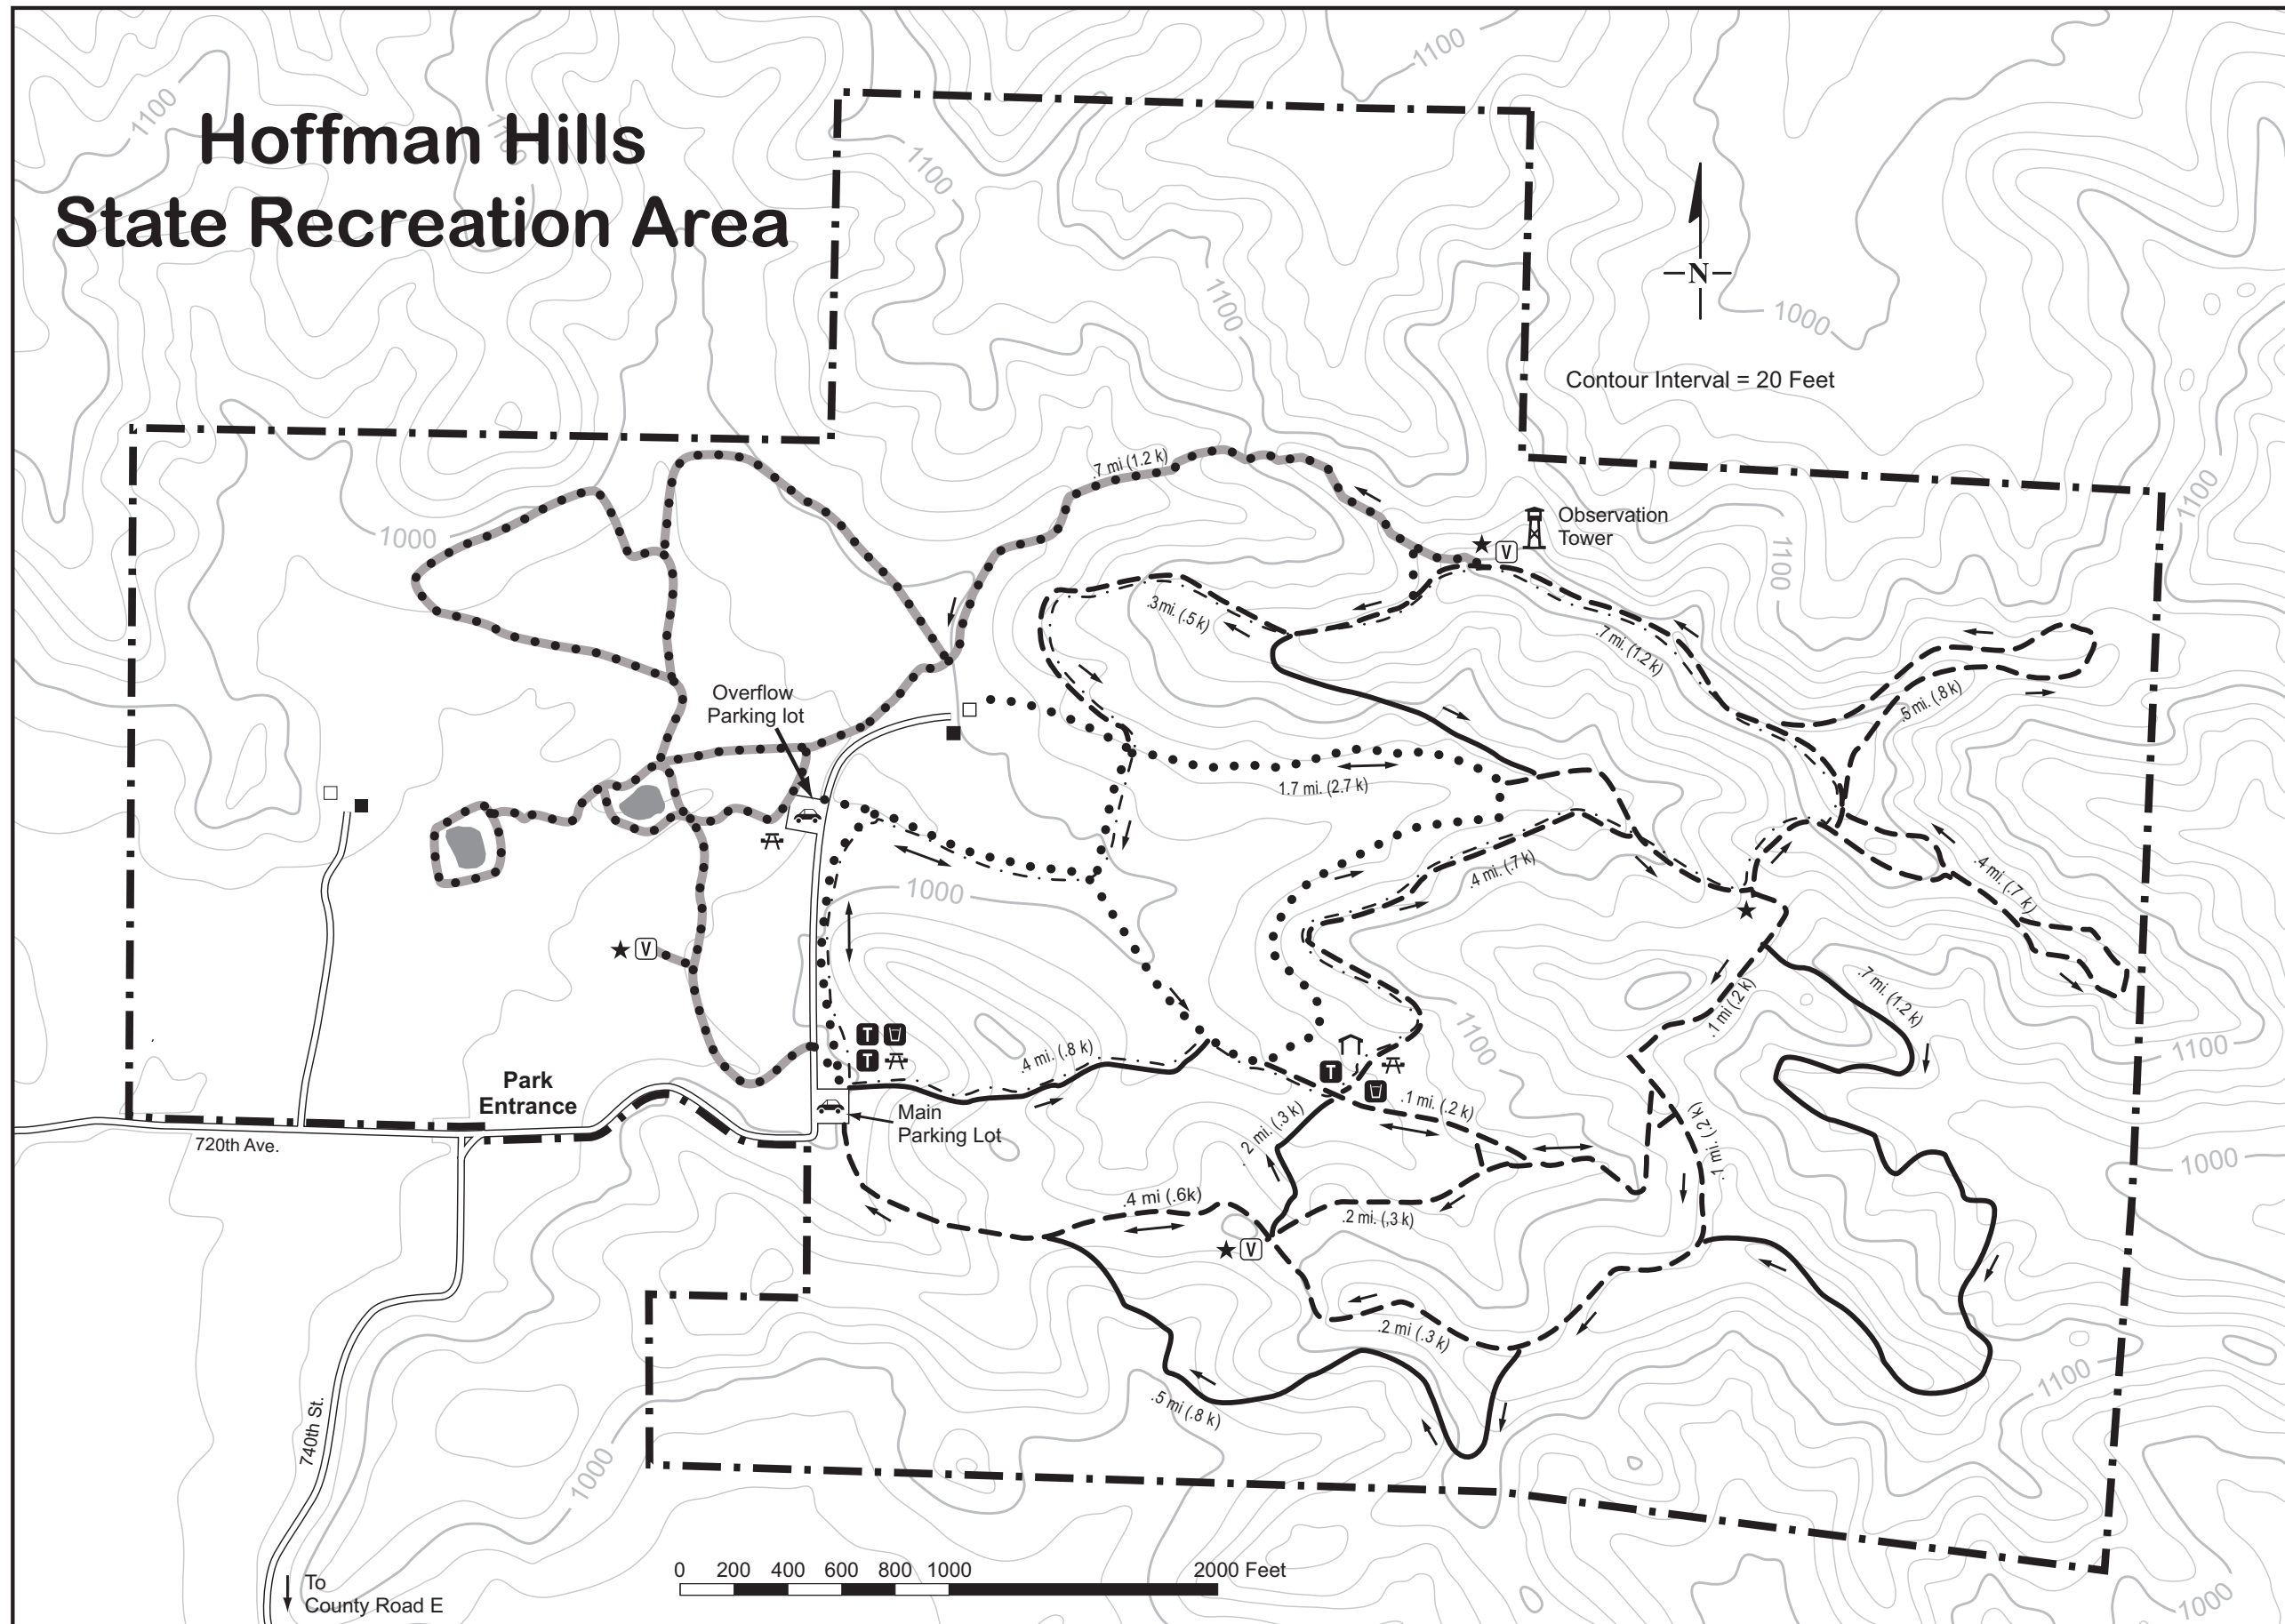 Hoffman Hills
State Recreation Area
1100
1100
1100
1100
1100
N
1000
Contour Interval = 20 Feet
.7 mi (1.2 k)
1100
1000
Observation
Tower
V
1100
.3 mi. (.5 k)
.7 mi. (1.2 k)
.5 mi. (.8 k)
Overflow
Parking lot
1.7 mi. (2.7 k)
1000
.4 mi. (.7 k)
.4 mi. (.7 k)
V
.7 mi. (1.2 k)
.1 mi (.2 k)
T
T
.4 mi. (.8 k)
1100
1100
T
Park
Entrance
Main
Parking Lot
.1 mi. (.2 k)
.2 mi. (.3 k)
.1 mi. (.2 k)
720th Ave.
1000
.4 mi (.6k)
.2 mi. (,3 k)
V
.2 mi (.3 k)
1100
.5 mi (.8 k)
740th St.
1000
0 200 400 600 800 1000 2000 Feet
To
County Road E
1000